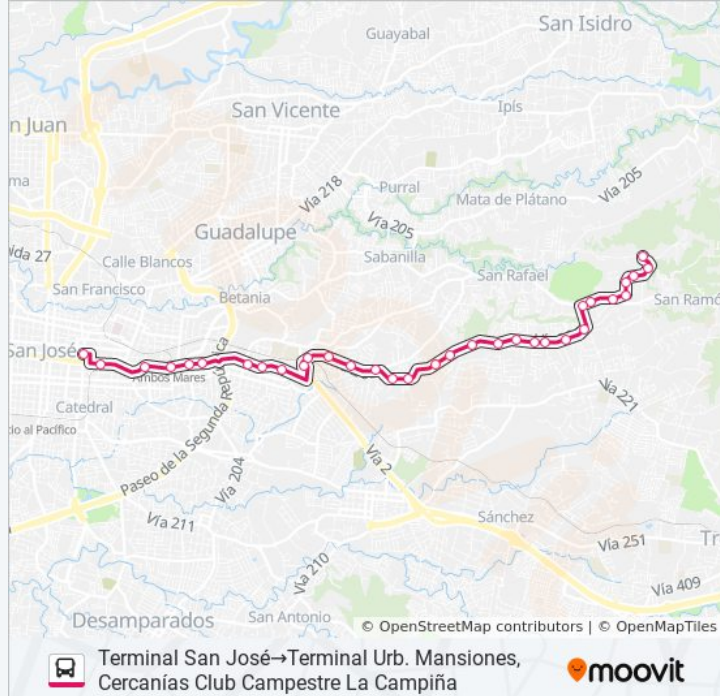 San Isidro
Guayabal
San Vicente
Ipís
n Juan
Vía 218
Purral
Vía 205
ma
Mata de Plátano
Vía 205
Guadalupe
Sabanilla
ida 27
Calle Blancos
San Rafael
San Francisco
Betania
San Ramó
San José
Ambos Mares
Catedral
Paseo de la Segunda República
Vía 221
cio al Pacífico
Vía 204
Vía 2
Vía 211
Sánchez
Vía 251
Tr
Vía 210
Vía 409
Desamparados
San Antonio
© OpenStreetMap contributors | © OpenMapTiles
Terminal San José→Terminal Urb. Mansiones,
Cercanías Club Campestre La Campiña
moovit